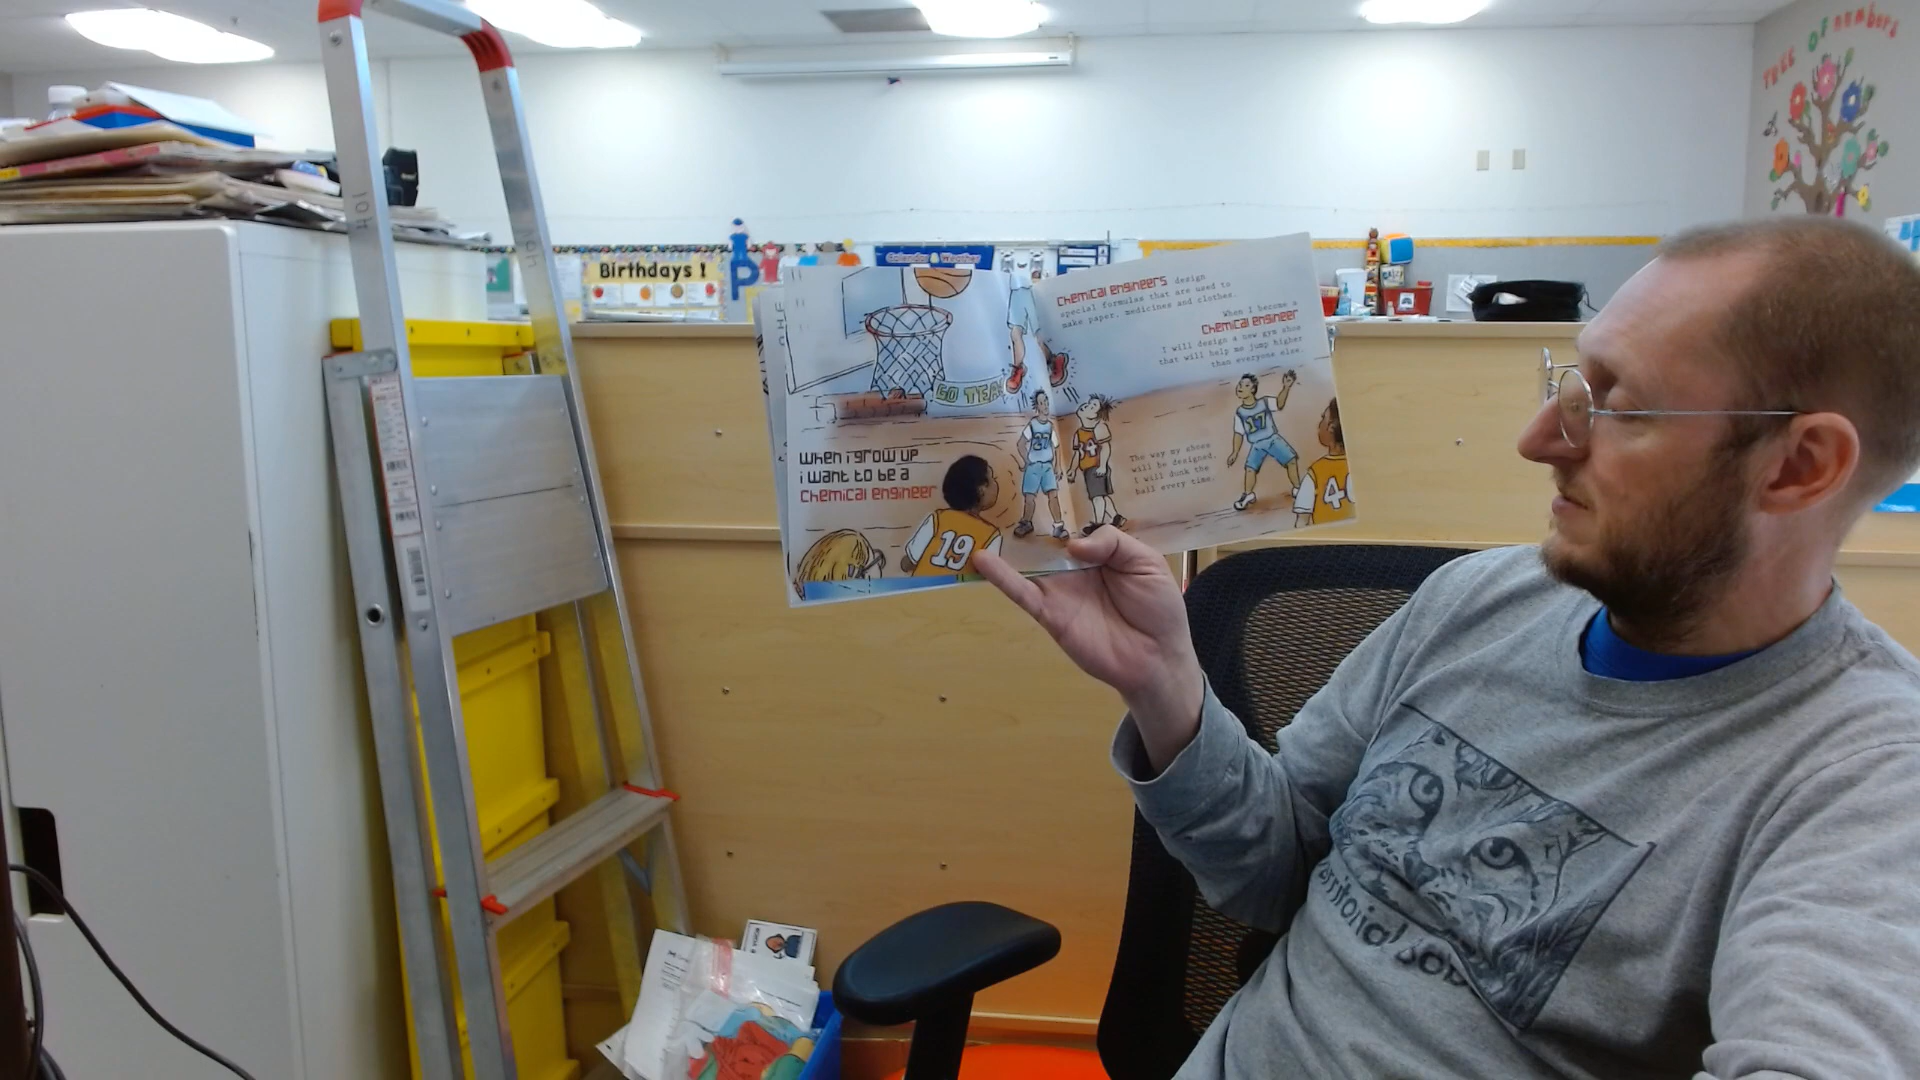 TREE OF numbers
Birthdays !
Calendar & Weather
P
GO TEA
When i grow up
i want to be a
chemical engineer
19
27
chemical engineers design
special formulas that are used to
make paper, medicines and clothes.
When I become a
chemical engineer
I will design a new gym shoe
that will help me jump higher
than everyone else.
The way my shoes
will be designed,
I will dunk the
ball every time.
17
4